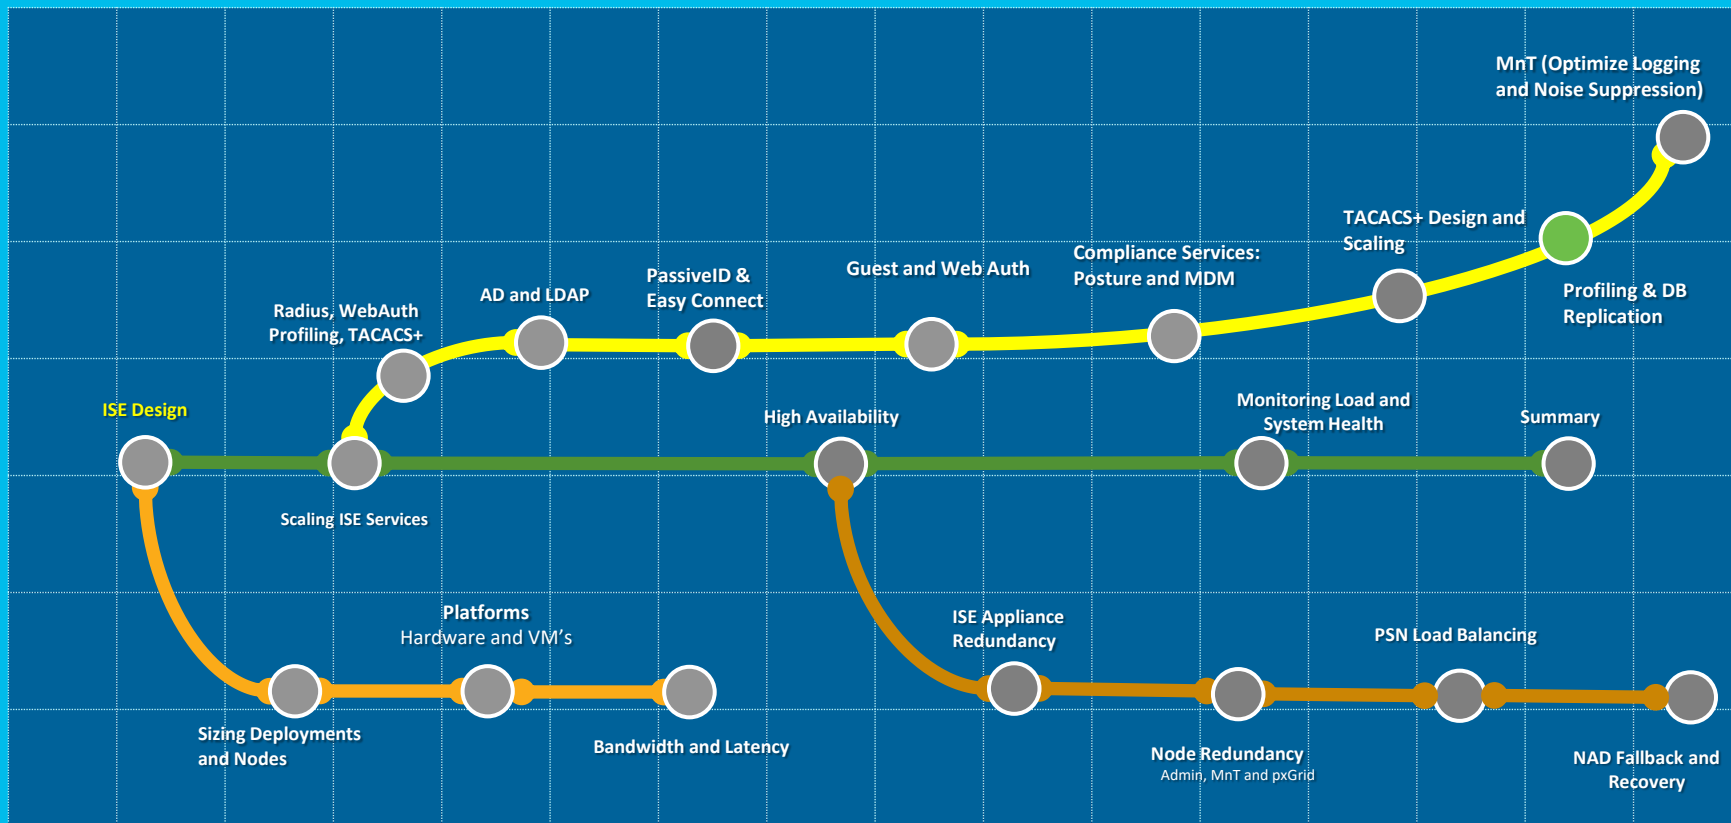 MnT (Optimize Logging
and Noise Suppression)
TACACS+ Design and
Scaling
Compliance Services:
Posture and MDM
Guest and Web Auth
PassiveID &
Easy Connect
AD and LDAP
Radius, WebAuth
Profiling, TACACS+
Profiling & DB
Replication
ISE Design
High Availability
Monitoring Load and
System Health
Summary
Scaling ISE Services
Platforms
Hardware and VM's
ISE Appliance
Redundancy
PSN Load Balancing
Sizing Deployments
and Nodes
Bandwidth and Latency
Node Redundancy
Admin, MnT and pxGrid
NAD Fallback and
Recovery